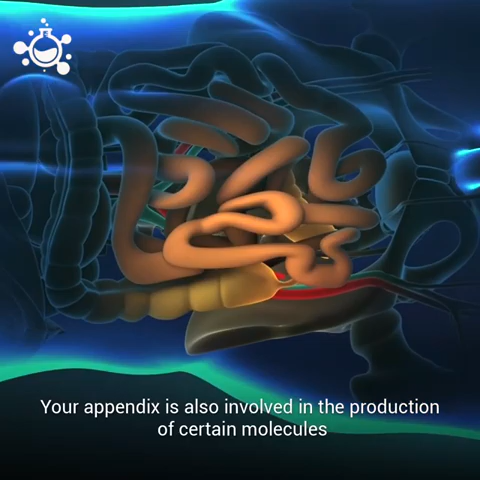 Your appendix is also involved in the production
of certain molecules